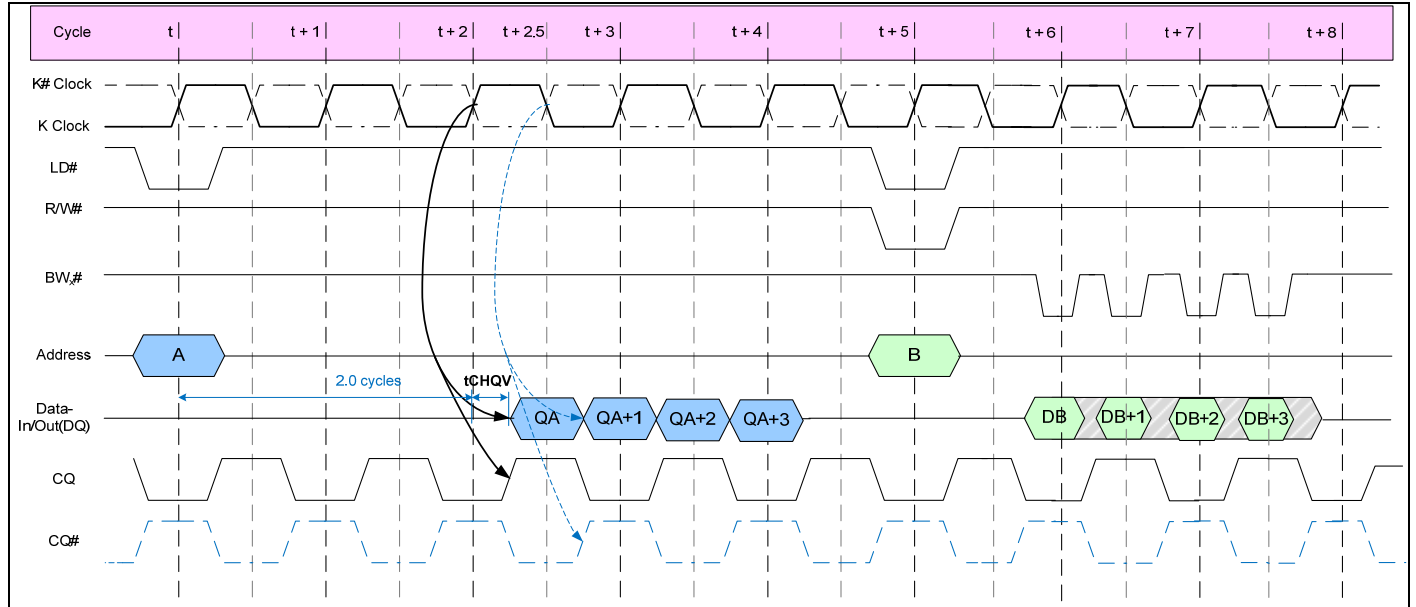 Cycle t t + 1 t + 2 t + 2.5 t + 3 t + 4 t + 5 t + 6 t + 7 t + 8
K# Clock
K Clock
LD#
R/W#
BWx#
Address A B
2.0 cycles tCHQV
Data-
In/Out(DQ) QA QA+1 QA+2 QA+3 DB DB+1 DB+2 DB+3
CQ
CQ#